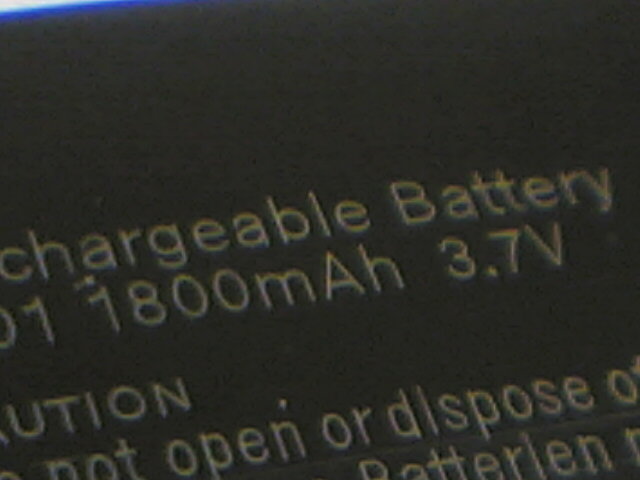 chargeable Battery
01 1800mAh 3.7V
AUTION
not open or dispose of
Batterien